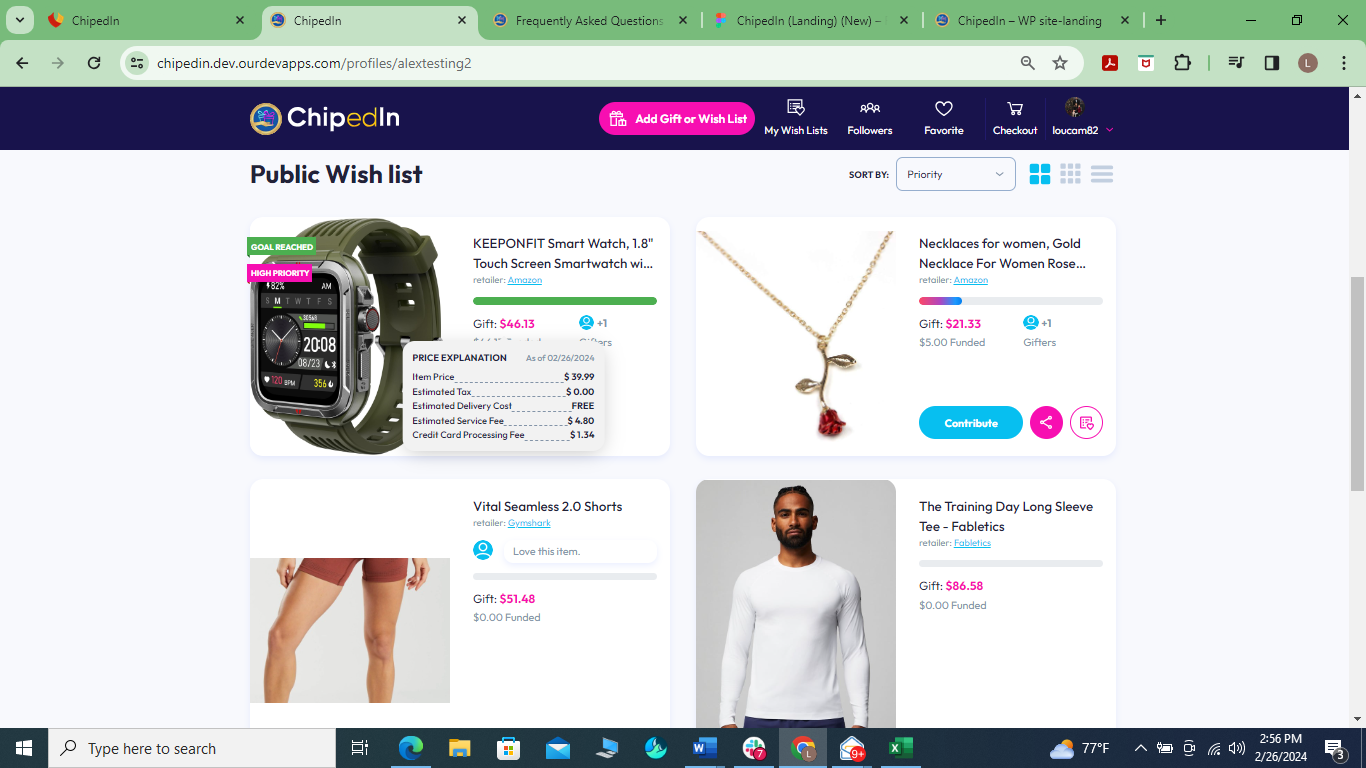 ChipedIn
ChipedIn
Frequently Asked Questions
ChipedIn (Landing) (New) –
ChipedIn – WP site-landing
chipedin.dev.ourdevapps.com/profiles/alextesting2
L
ChipedIn
Add Gift or Wish List
My Wish Lists
Followers
Favorite
Checkout
loucam82
Public Wish list
SORT BY:
Priority
GOAL REACHED
HIGH PRIORITY
82%
AM
S M T W T F S
30568
20:08
08/23
120 BPM
356
KEEPONFIT Smart Watch, 1.8"
Touch Screen Smartwatch wi...
retailer: Amazon
Gift: $46.13
+1
Gifters
PRICE EXPLANATION
As of 02/26/2024
Item Price $ 39.99
Estimated Tax $ 0.00
Estimated Delivery Cost FREE
Estimated Service Fee $ 4.80
Credit Card Processing Fee $ 1.34
Necklaces for women, Gold
Necklace For Women Rose...
retailer: Amazon
Gift: $21.33
+1
$5.00 Funded
Gifters
Contribute
Vital Seamless 2.0 Shorts
retailer: Gymshark
Love this item.
Gift: $51.48
$0.00 Funded
The Training Day Long Sleeve
Tee - Fabletics
retailer: Fabletics
Gift: $86.58
$0.00 Funded
Type here to search
7
L
9+
77°F
2:56 PM
2/26/2024
3